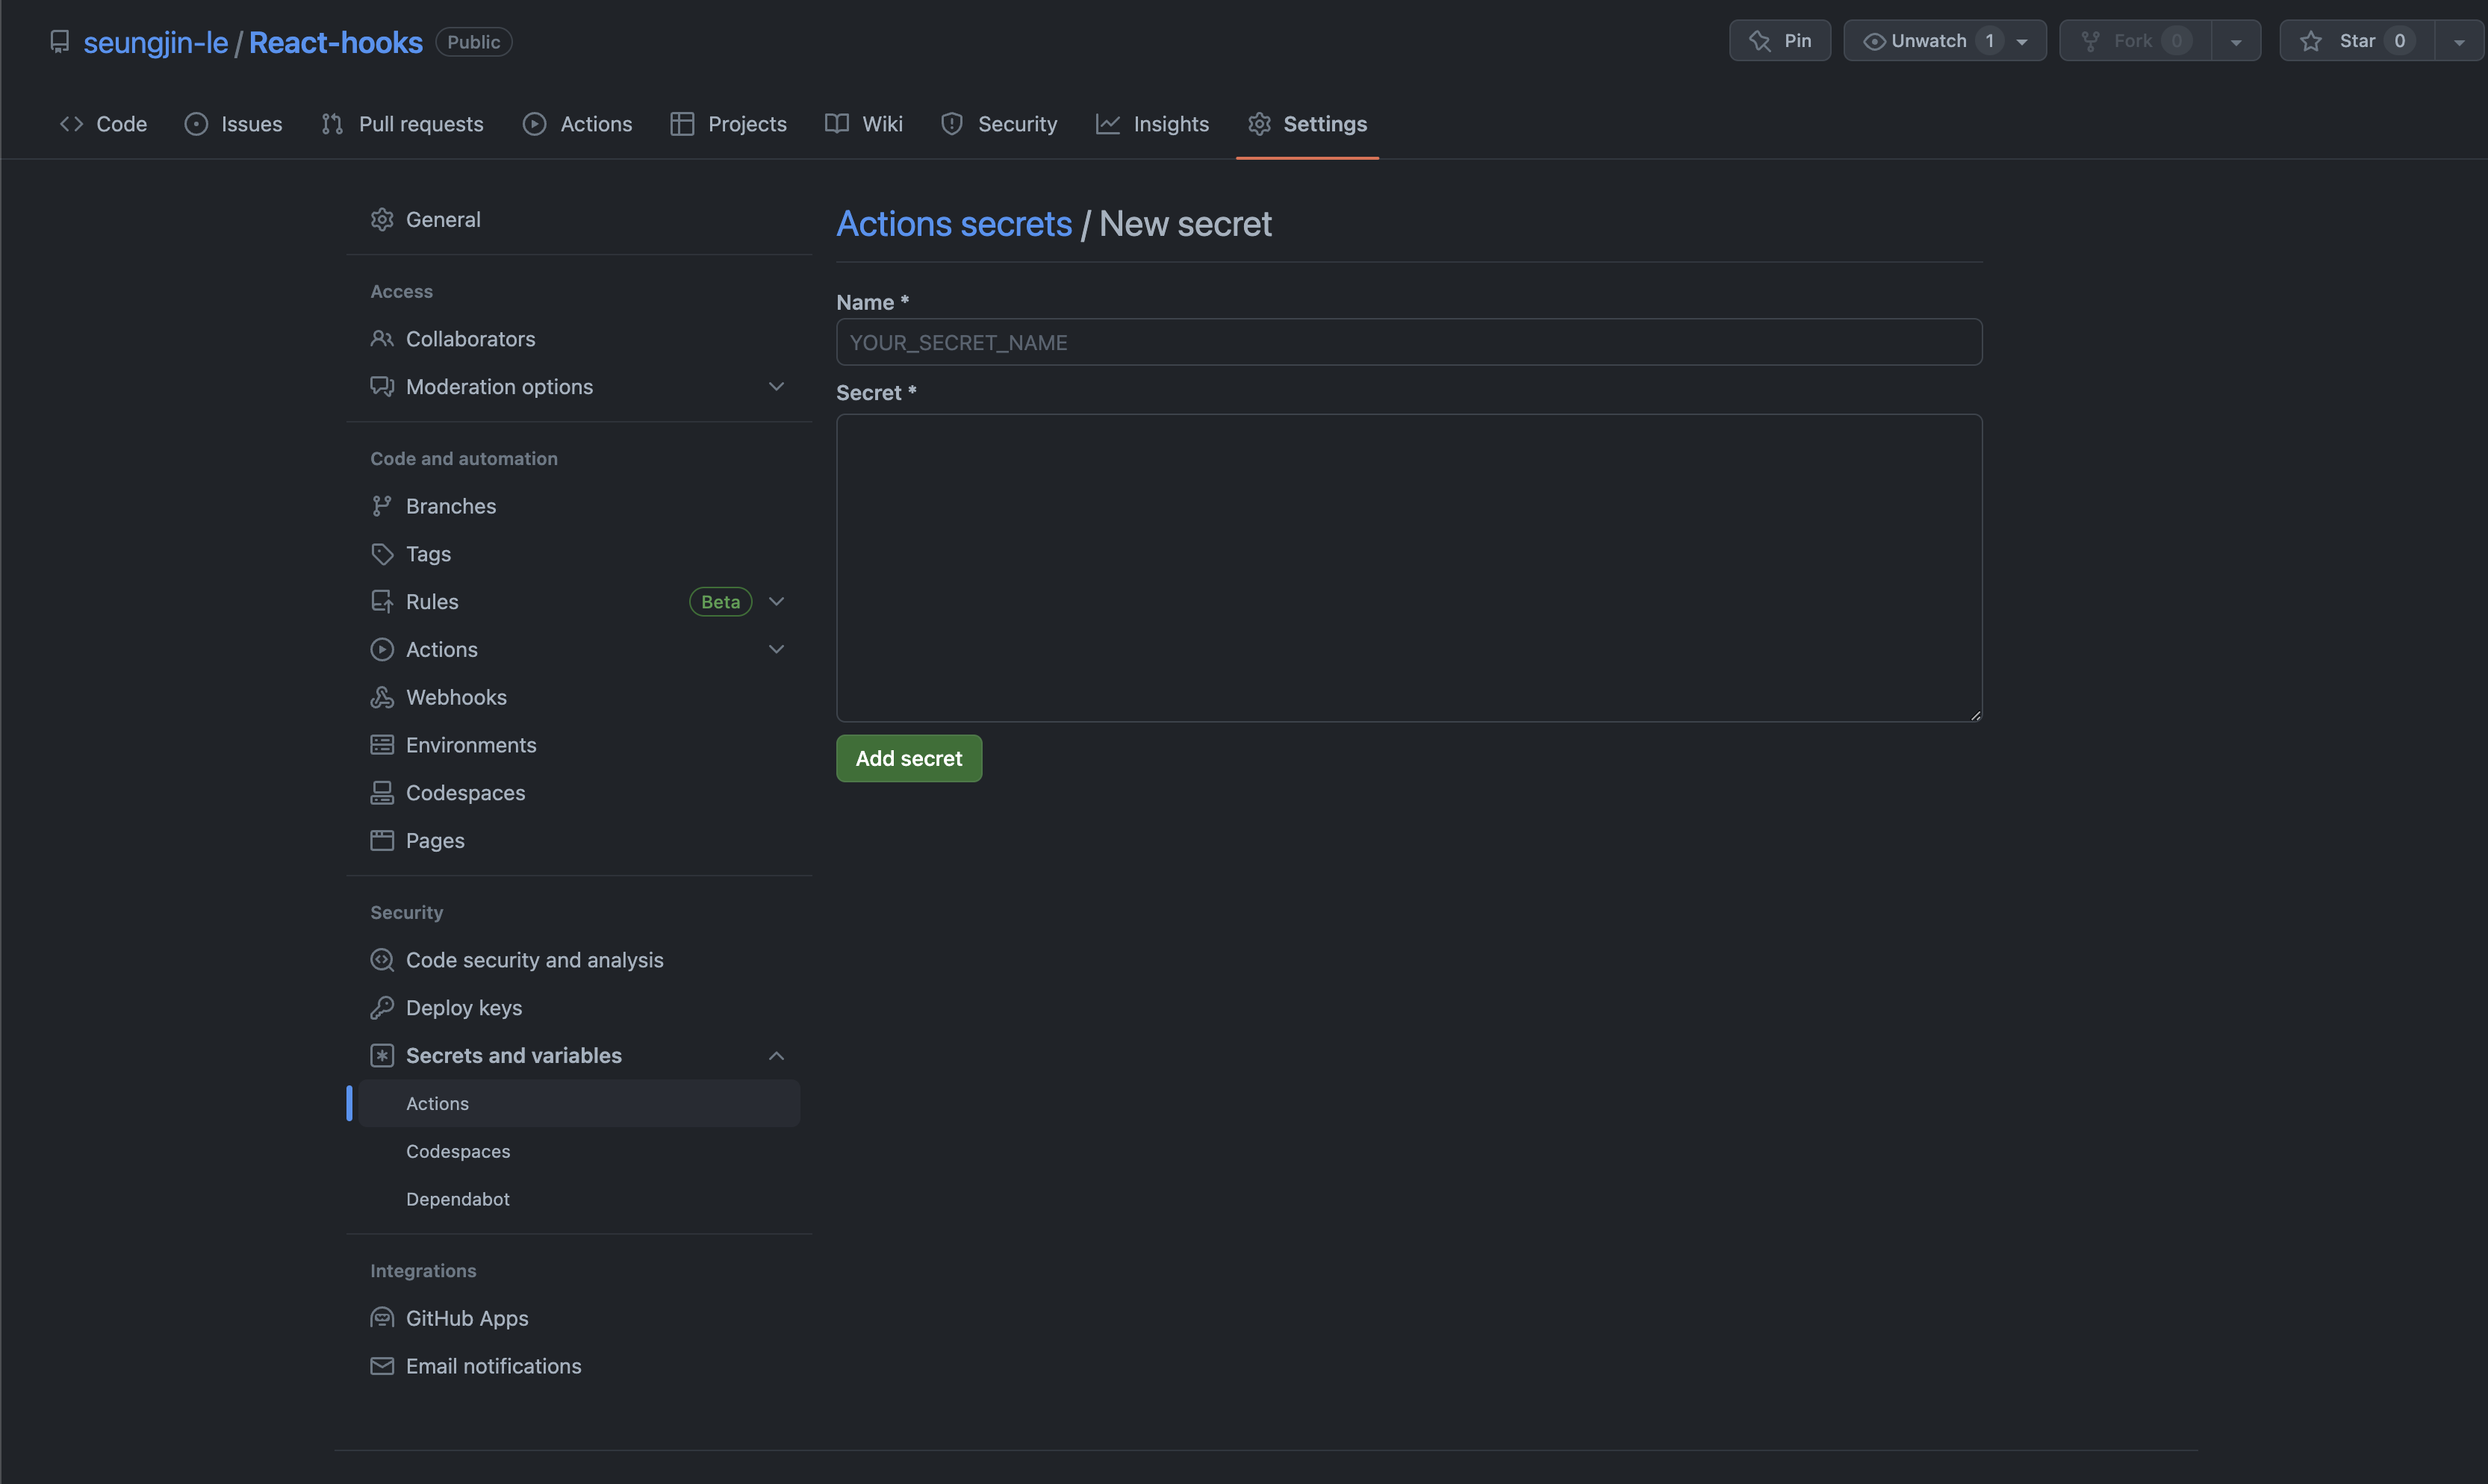 seungjin-le / React-hooks Public
Pin
Unwatch 1
Fork 0
Star 0
Code
Issues
Pull requests
Actions
Projects
Wiki
Security
Insights
Settings
General
Access
Collaborators
Moderation options
Code and automation
Branches
Tags
Rules Beta
Actions
Webhooks
Environments
Codespaces
Pages
Security
Code security and analysis
Deploy keys
Secrets and variables
Actions
Codespaces
Dependabot
Integrations
GitHub Apps
Email notifications
Actions secrets / New secret
Name *
YOUR_SECRET_NAME
Secret *
Add secret